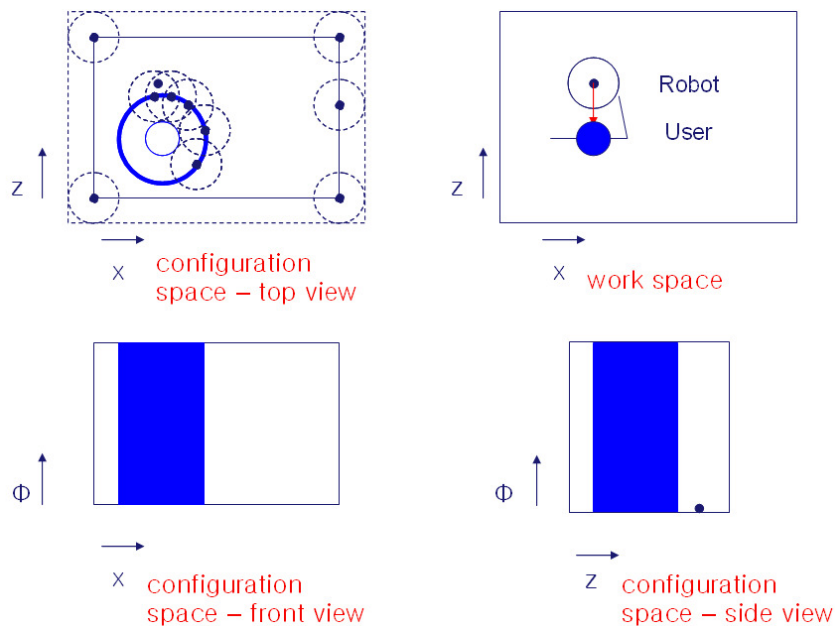 Z
X
configuration
space – top view
Robot
User
Z
X
work space
Φ
X
configuration
space – front view
Φ
Z
configuration
space – side view